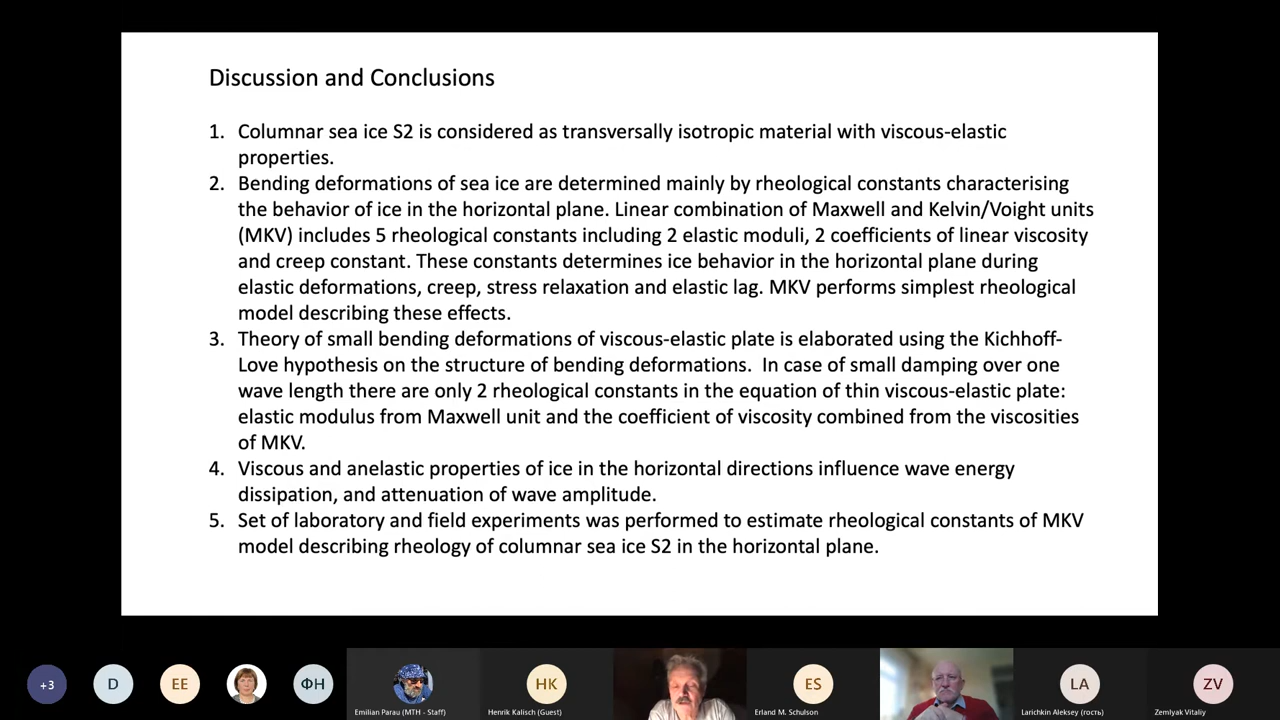 Discussion and Conclusions
1. Columnar sea ice S2 is considered as transversally isotropic material with viscous-elastic
properties.
2. Bending deformations of sea ice are determined mainly by rheological constants characterising
the behavior of ice in the horizontal plane. Linear combination of Maxwell and Kelvin/Voight units
(MKV) includes 5 rheological constants including 2 elastic moduli, 2 coefficients of linear viscosity
and creep constant. These constants determines ice behavior in the horizontal plane during
elastic deformations, creep, stress relaxation and elastic lag. MKV performs simplest rheological
model describing these effects.
3. Theory of small bending deformations of viscous-elastic plate is elaborated using the Kichhoff-
Love hypothesis on the structure of bending deformations. In case of small damping over one
wave length there are only 2 rheological constants in the equation of thin viscous-elastic plate:
elastic modulus from Maxwell unit and the coefficient of viscosity combined from the viscosities
of MKV.
4. Viscous and anelastic properties of ice in the horizontal directions influence wave energy
dissipation, and attenuation of wave amplitude.
5. Set of laboratory and field experiments was performed to estimate rheological constants of MKV
model describing rheology of columnar sea ice S2 in the horizontal plane.
+3 D EE ФН HK ES LA ZV
Emilian Parau (MTH - Staff) Henrik Kalisch (Guest) Erland M. Schulson Larichkin Aleksey (гость) Zemlyak Vitaliy